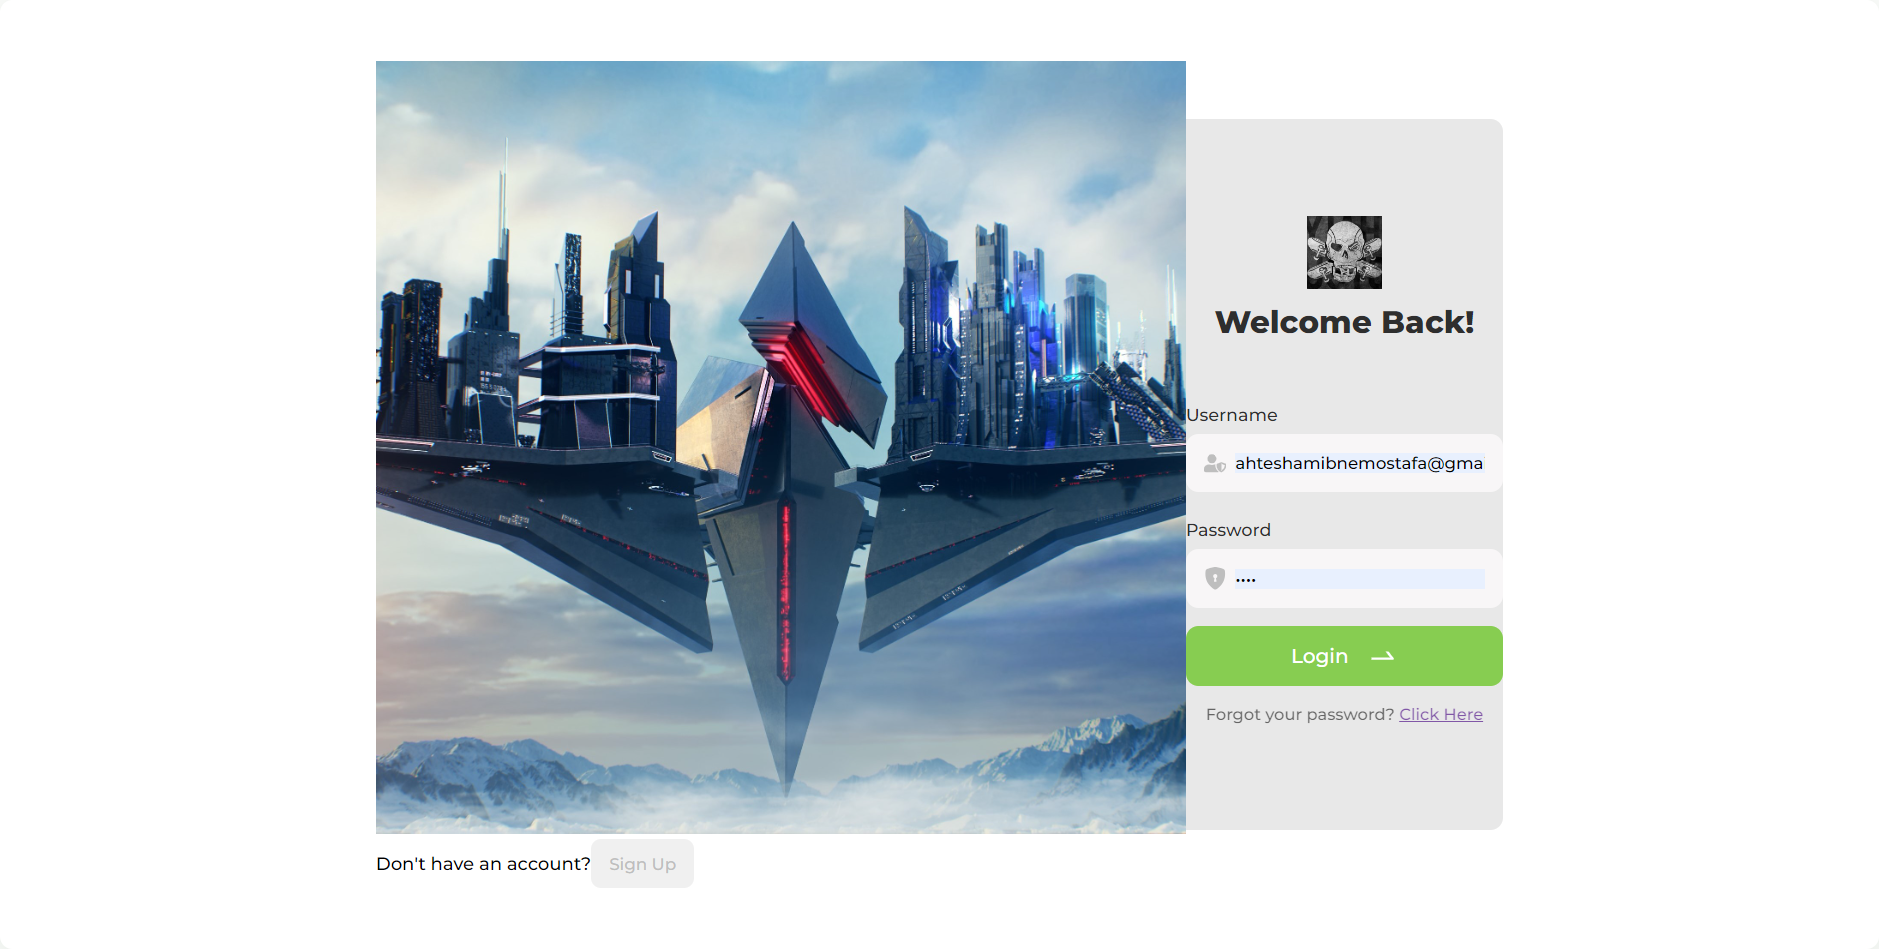 Welcome Back!
Username
ahteshamibnemostafa@gma
Password
••••
Login
Forgot your password? Click Here
Don't have an account? Sign Up